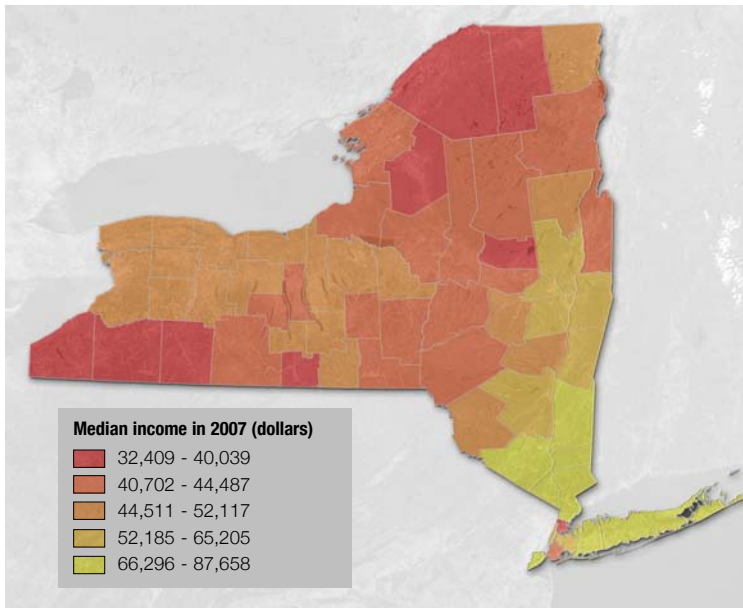 Median income in 2007 (dollars)
32,409 - 40,039
40,702 - 44,487
44,511 - 52,117
52,185 - 65,205
66,296 - 87,658